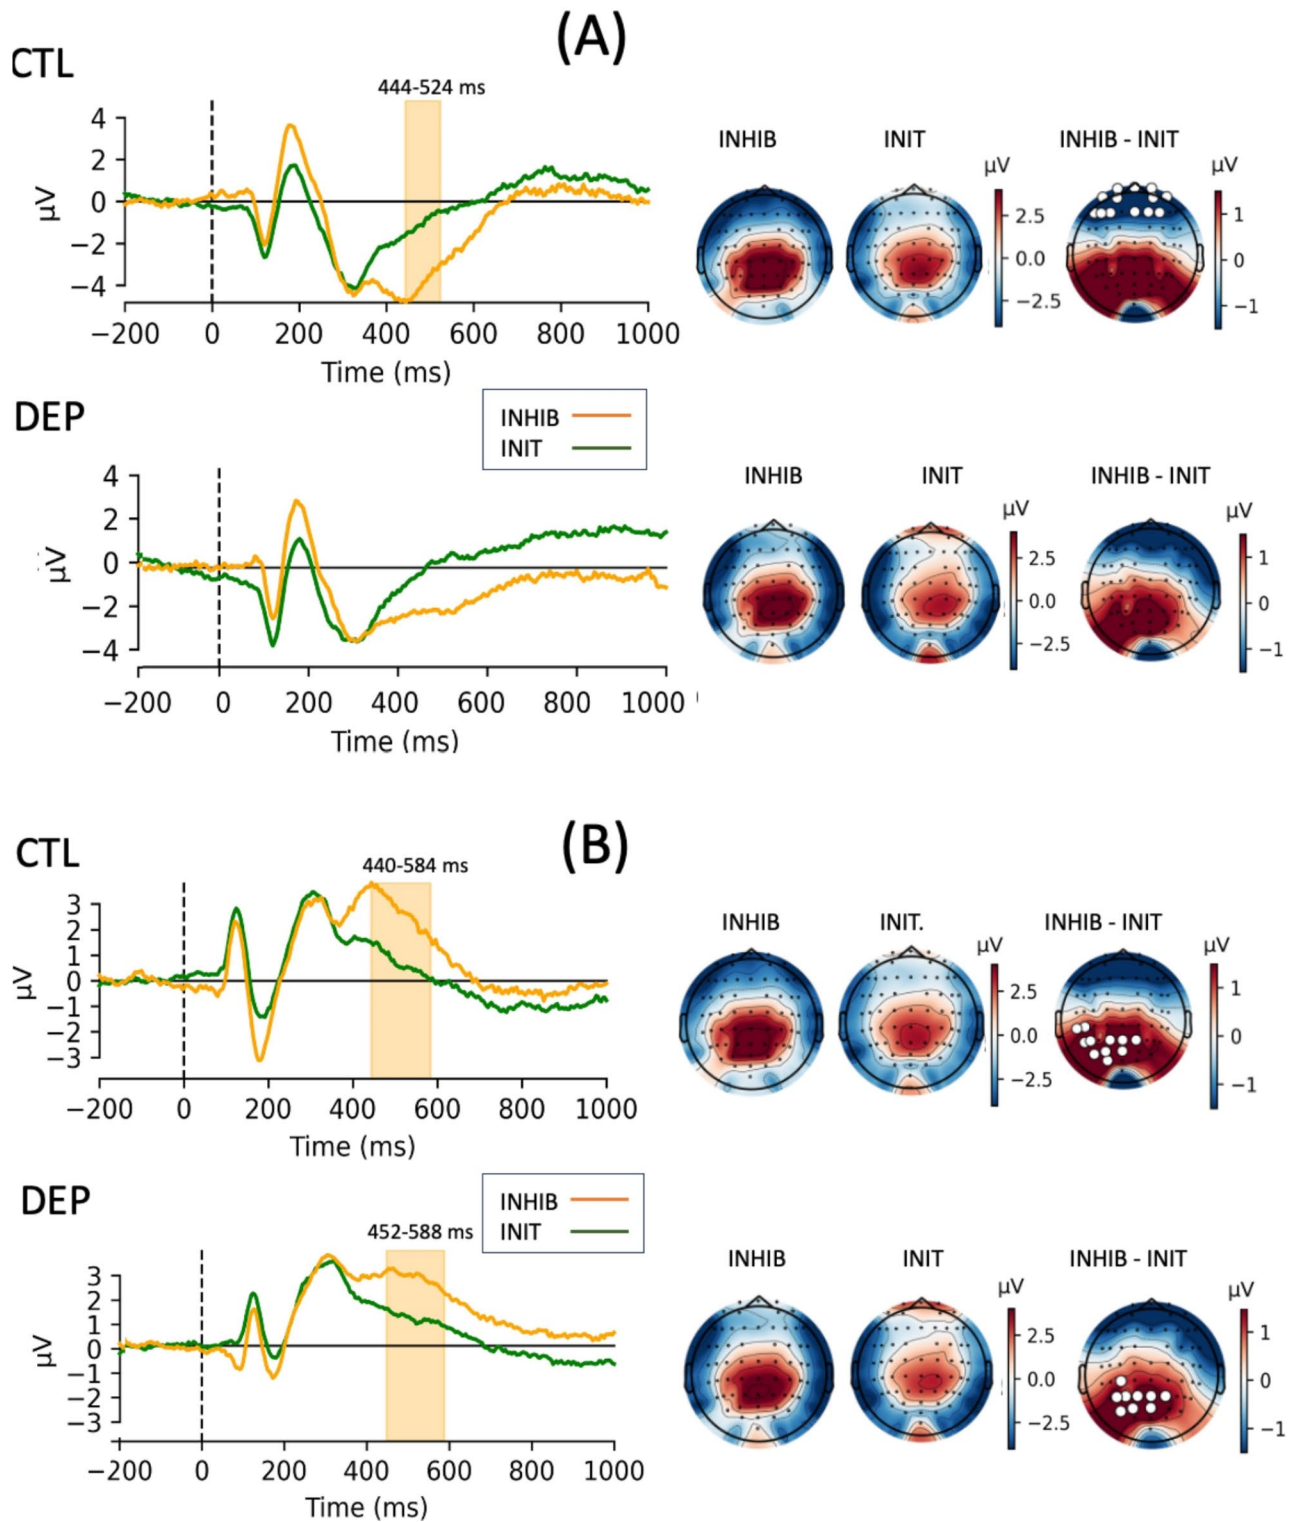 (A)
CTL
444-524 ms
INHIB INIT INHIB - INIT
µV µV
4
2
0
−2
−4
µV
2.5
0.0
−2.5
1
0
−1
−200 0 200 400 600 800 1000
Time (ms)
DEP
INHIB
INIT
INHIB INIT INHIB - INIT
µV µV
4
2
0
−2
−4
µV
2.5
0.0
−2.5
1
0
−1
−200 0 200 400 600 800 1000
Time (ms)
(B)
CTL
440-584 ms
INHIB INIT. INHIB - INIT
µV µV
3
2
1
0
−1
−2
−3
µV
2.5
0.0
−2.5
1
0
−1
−200 0 200 400 600 800 1000
Time (ms)
DEP
INHIB
INIT
452-588 ms
INHIB INIT INHIB - INIT
µV µV
3
2
1
0
−1
−2
−3
µV
2.5
0.0
−2.5
1
0
−1
−200 0 200 400 600 800 1000
Time (ms)